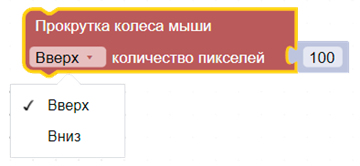 Прокрутка колеса мыши
Вверх количество пикселей 100
Вверх
Вниз